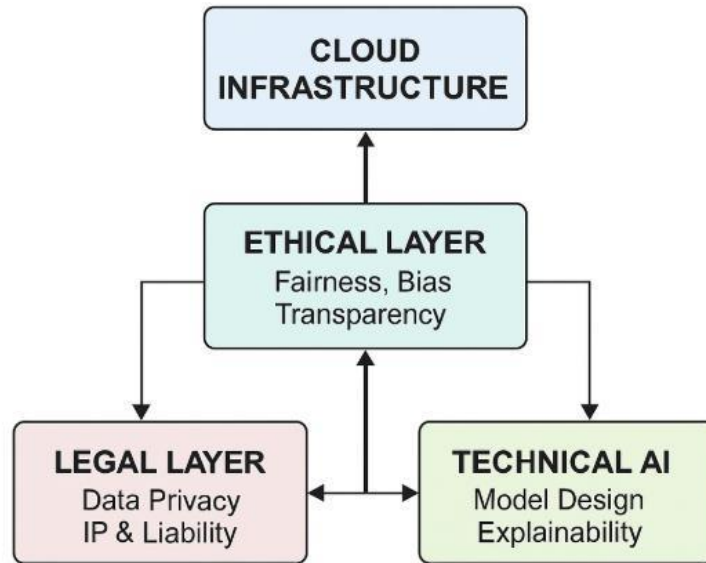 CLOUD
INFRASTRUCTURE
ETHICAL LAYER
Fairness, Bias
Transparency
LEGAL LAYER
Data Privacy
IP & Liability
TECHNICAL AI
Model Design
Explainability